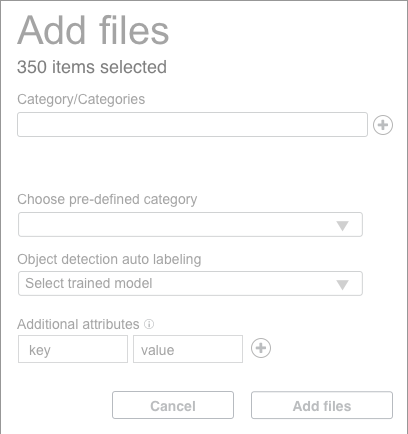 Add files
350 items selected
Category/Categories
Choose pre-defined category
Object detection auto labeling
Select trained model
Additional attributes
key value
Cancel Add files